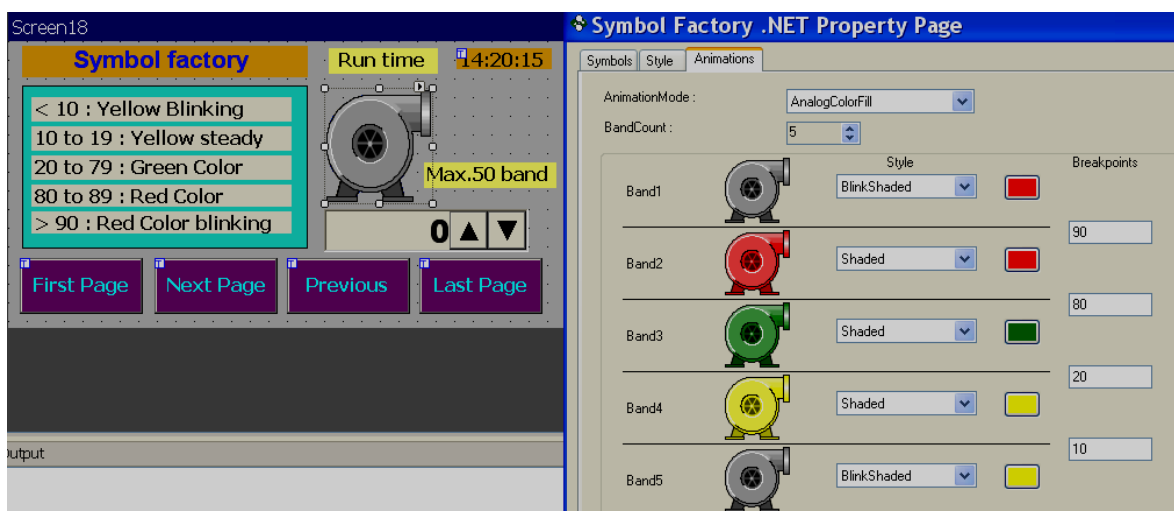 Screen18
Symbol factory
Run time
14:20:15
< 10 : Yellow Blinking
10 to 19 : Yellow steady
20 to 79 : Green Color
80 to 89 : Red Color
> 90 : Red Color blinking
Max.50 band
0
First Page
Next Page
Previous
Last Page
Output
Symbol Factory .NET Property Page
Symbols
Style
Animations
AnimationMode :
AnalogColorFill
BandCount :
5
Style
Breakpoints
Band1
BlinkShaded
90
Band2
Shaded
80
Band3
Shaded
20
Band4
Shaded
10
Band5
BlinkShaded